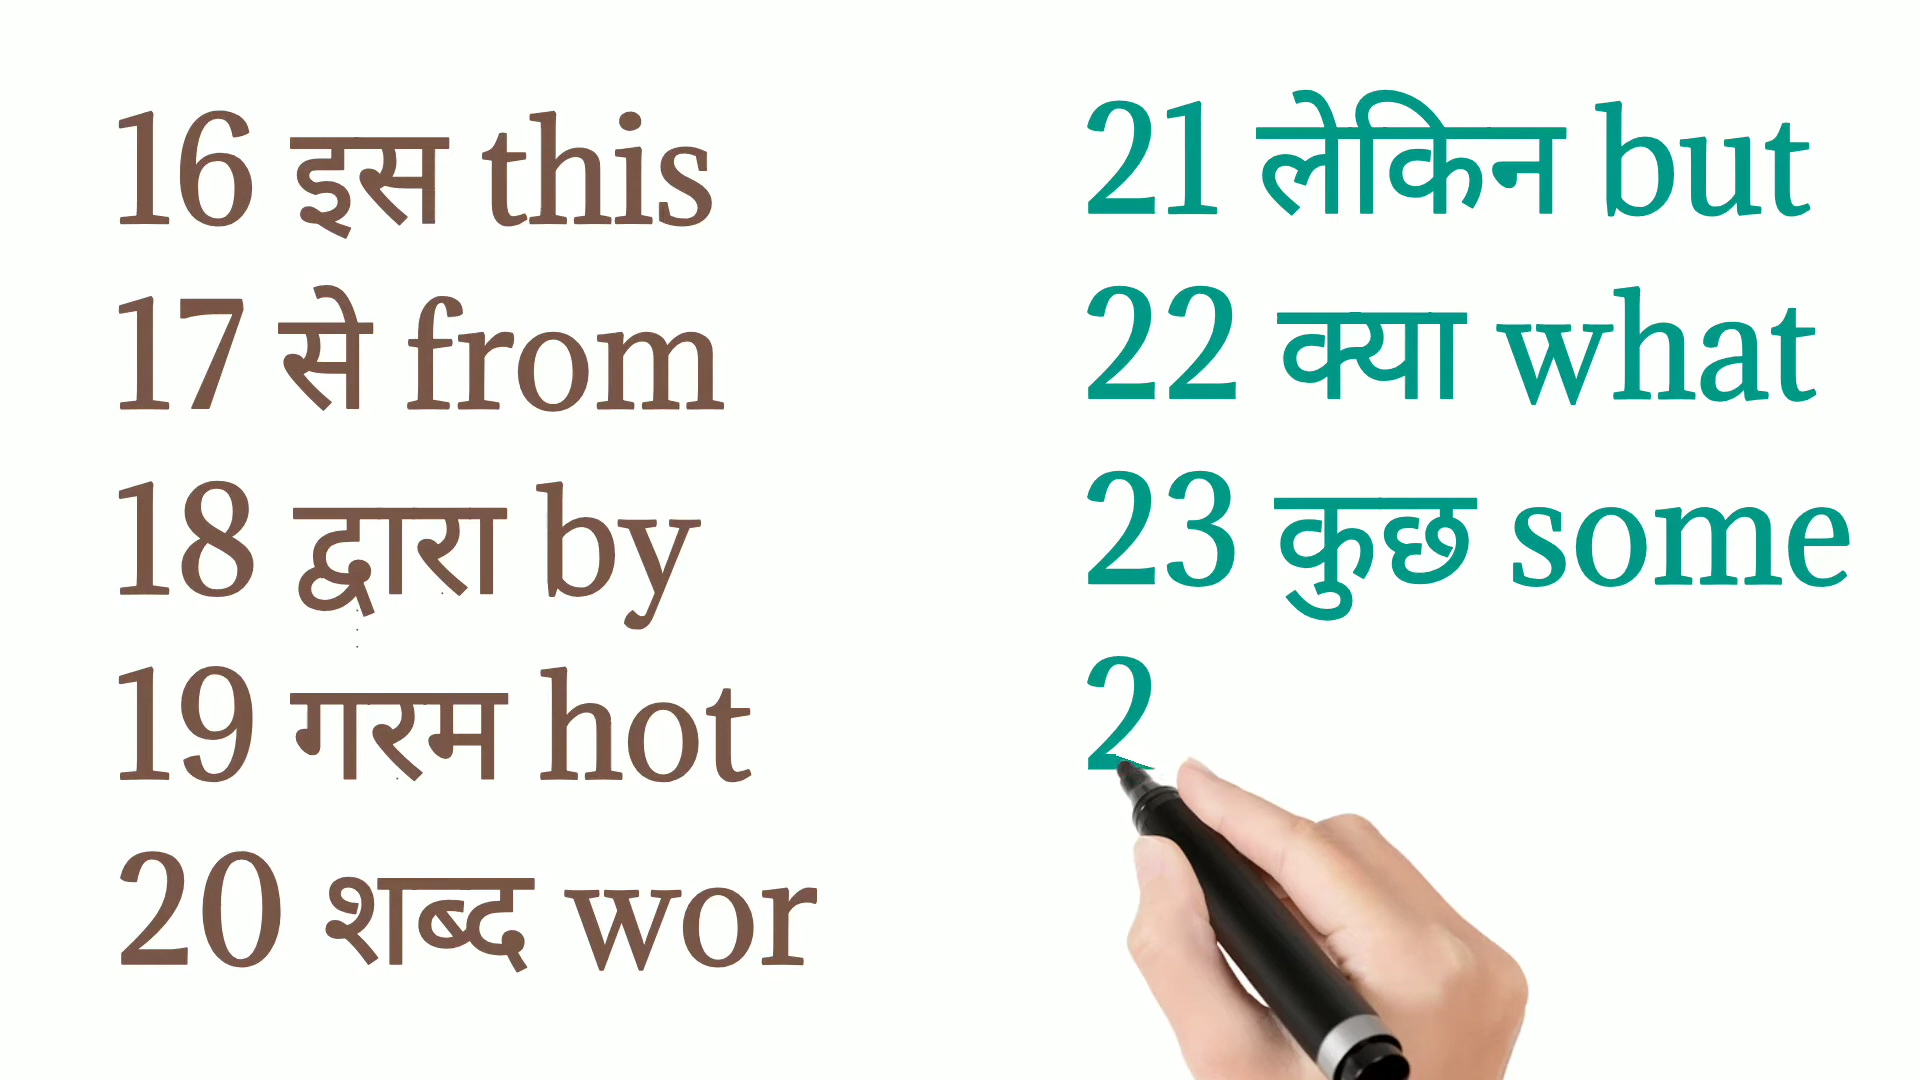 16 इस this
17 से from
18 द्वारा by
19 गरम hot
20 शब्द wor
21 लेकिन but
22 क्या what
23 कुछ some
2